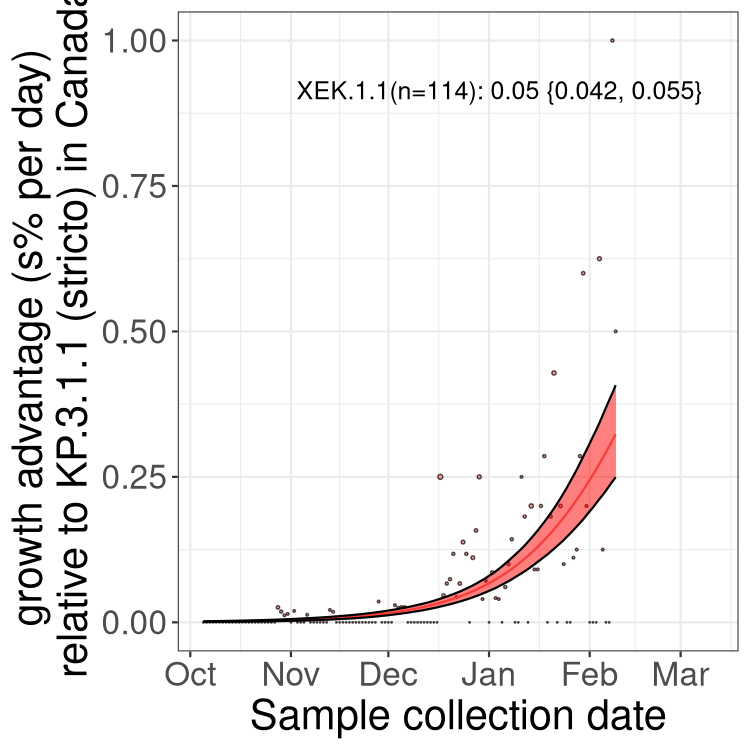 growth advantage (s% per day)
relative to KP.3.1.1 (stricto) in Canada
1.00
0.75
0.50
0.25
0.00
XEK.1.1(n=114): 0.05 {0.042, 0.055}
Oct Nov Dec Jan Feb Mar
Sample collection date